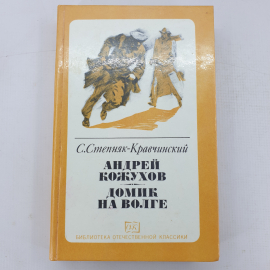 С.Степняк-Кравчинский
АНДРЕЙ
КОЖУХОВ
ДОМИК
НА ВОЛГЕ
БИБЛИОТЕКА ОТЕЧЕСТВЕННОЙ КЛАССИКИ